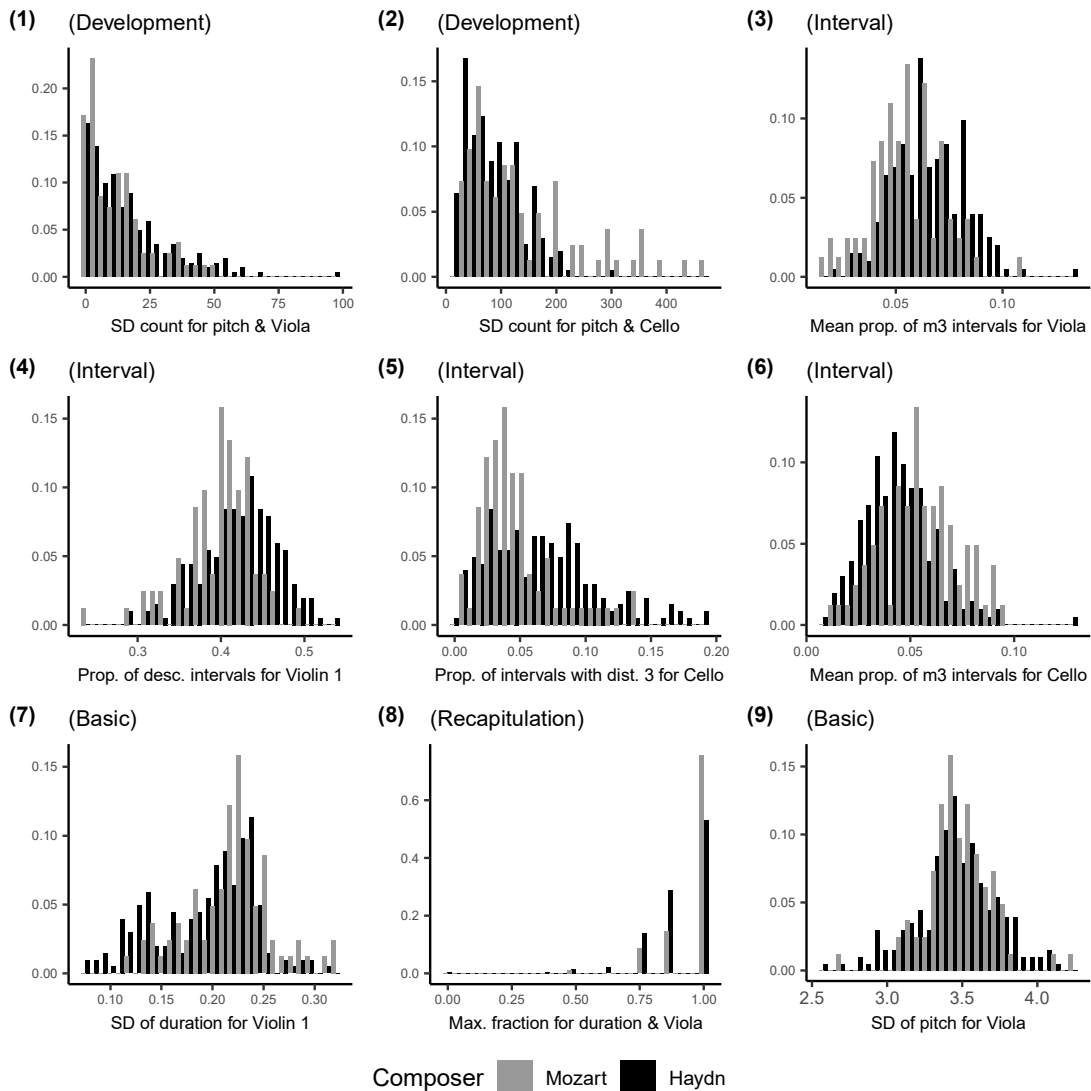 (1) (Development)
0.20
0.15
0.10
0.05
0.00
0 25 50 75 100
SD count for pitch & Viola
(2) (Development)
0.15
0.10
0.05
0.00
0 100 200 300 400
SD count for pitch & Cello
(3) (Interval)
0.10
0.05
0.00
0.05 0.10
Mean prop. of m3 intervals for Viola
(4) (Interval)
0.15
0.10
0.05
0.00
0.3 0.4 0.5
Prop. of desc. intervals for Violin 1
(5) (Interval)
0.15
0.10
0.05
0.00
0.00 0.05 0.10 0.15 0.20
Prop. of intervals with dist. 3 for Cello
(6) (Interval)
0.10
0.05
0.00
0.00 0.05 0.10
Mean prop. of m3 intervals for Cello
(7) (Basic)
0.15
0.10
0.05
0.00
0.10 0.15 0.20 0.25 0.30
SD of duration for Violin 1
(8) (Recapitulation)
0.6
0.4
0.2
0.0
0.00 0.25 0.50 0.75 1.00
Max. fraction for duration & Viola
(9) (Basic)
0.15
0.10
0.05
0.00
2.5 3.0 3.5 4.0
SD of pitch for Viola
Composer Mozart Haydn